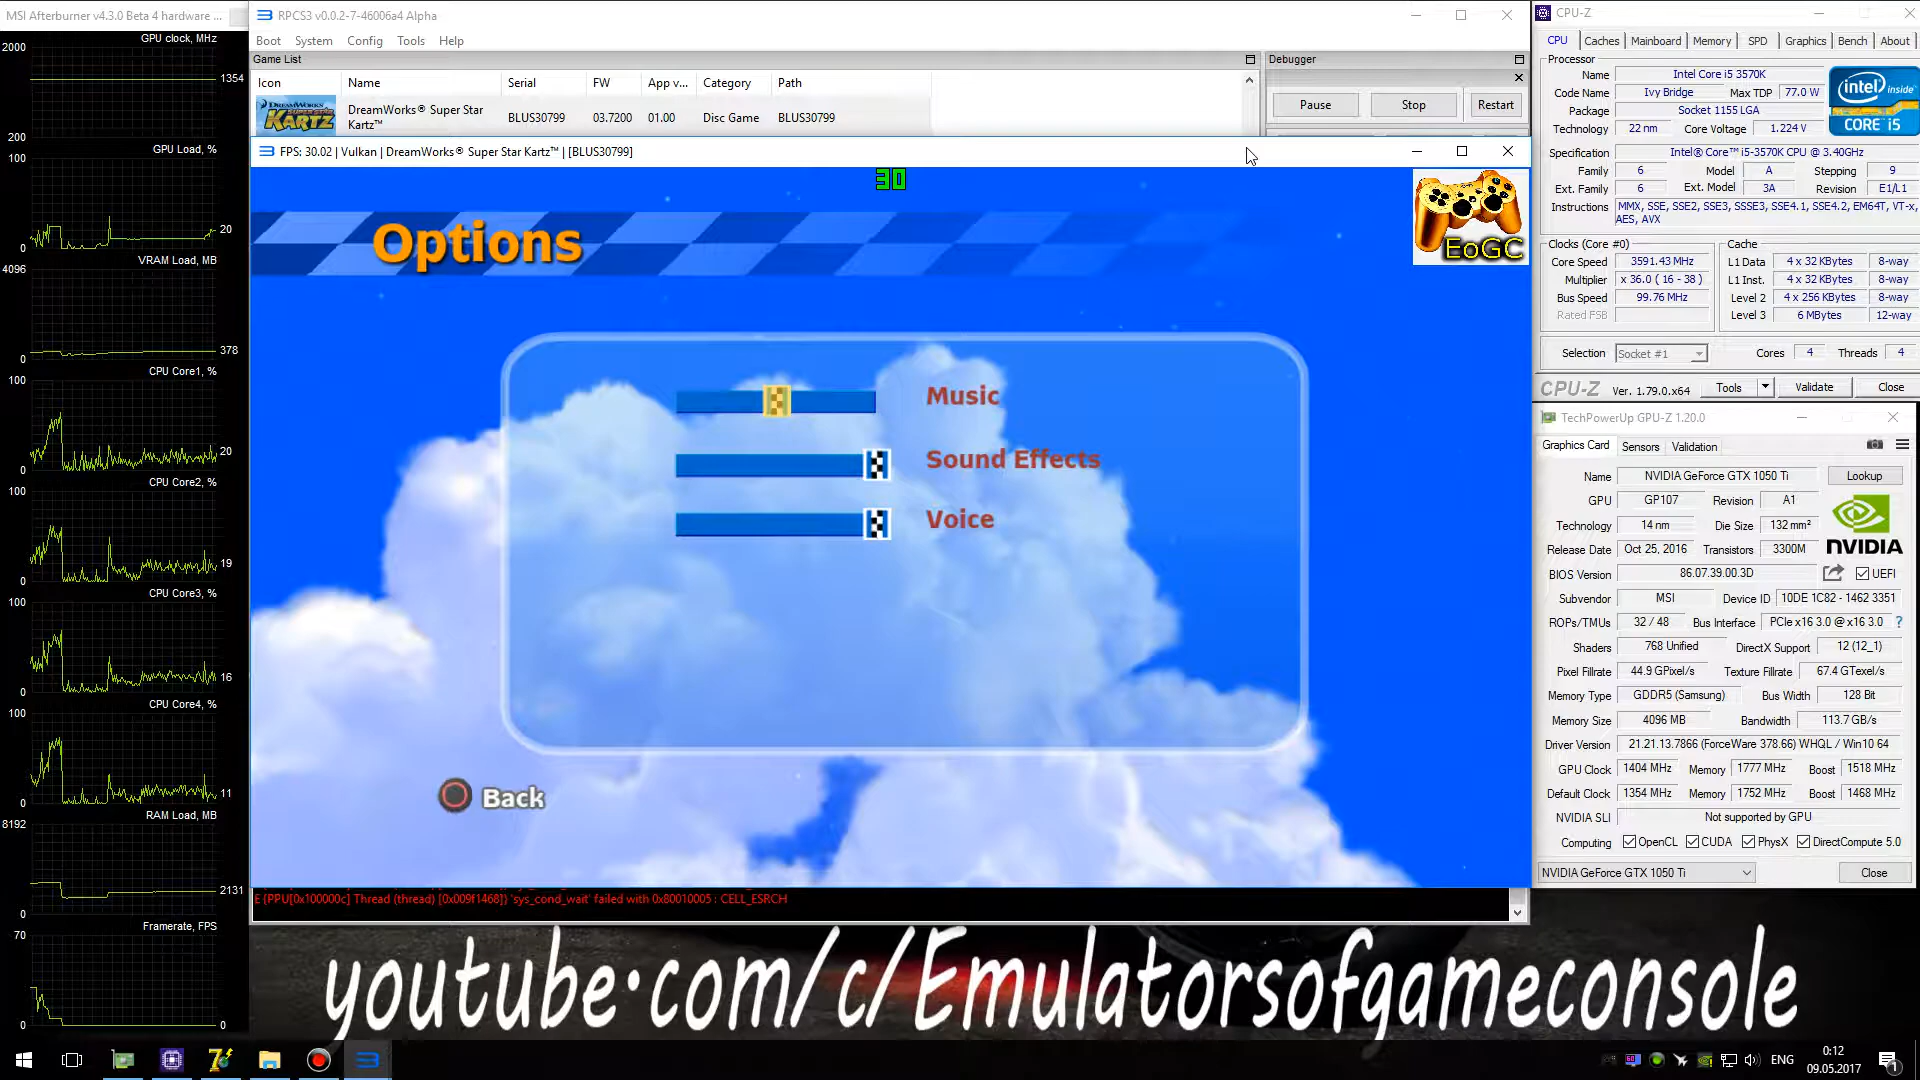 MSI Afterburner v4.3.0 Beta 4 hardware ...
GPU clock, MHz
2000
1354
200
GPU Load, %
100
20
0
VRAM Load, MB
4096
378
0
CPU Core1, %
100
20
0
CPU Core2, %
100
19
0
CPU Core3, %
100
16
0
CPU Core4, %
100
11
0
RAM Load, MB
8192
2131
0
Framerate, FPS
70
0
0
RPCS3 v0.0.2-7-46006a4 Alpha
Boot System Config Tools Help
Game List
Icon Name Serial FW App v... Category Path
DREAMWORKS SUPER STAR KARTZ
DreamWorks® Super Star Kartz™ BLUS30799 03.7200 01.00 Disc Game BLUS30799
Debugger
Pause Stop Restart
FPS: 30.02 | Vulkan | DreamWorks® Super Star Kartz™ | [BLUS30799]
30
EoGC
Options
Music
Sound Effects
Voice
Back
E {PPU[0x100000c] Thread (thread) [0x009f1468]} 'sys_cond_wait' failed with 0x80010005 : CELL_ESRCH
youtube.com/c/Emulatorsofgameconsole
CPU-Z
CPU Caches Mainboard Memory SPD Graphics Bench About
Processor
Name Intel Core i5 3570K
Code Name Ivy Bridge Max TDP 77.0 W
Package Socket 1155 LGA
Technology 22 nm Core Voltage 1.224 V
intel inside™
CORE i5
Specification Intel® Core™ i5-3570K CPU @ 3.40GHz
Family 6 Model A Stepping 9
Ext. Family 6 Ext. Model 3A Revision E1/L1
Instructions MMX, SSE, SSE2, SSE3, SSSE3, SSE4.1, SSE4.2, EM64T, VT-x,
AES, AVX
Clocks (Core #0)
Core Speed 3591.43 MHz
Multiplier x 36.0 ( 16 - 38 )
Bus Speed 99.76 MHz
Rated FSB
Cache
L1 Data 4 x 32 KBytes 8-way
L1 Inst. 4 x 32 KBytes 8-way
Level 2 4 x 256 KBytes 8-way
Level 3 6 MBytes 12-way
Selection Socket #1 Cores 4 Threads 4
CPU-Z Ver. 1.79.0.x64 Tools Validate Close
TechPowerUp GPU-Z 1.20.0
Graphics Card Sensors Validation
Name NVIDIA GeForce GTX 1050 Ti Lookup
GPU GP107 Revision A1
Technology 14 nm Die Size 132 mm²
Release Date Oct 25, 2016 Transistors 3300M
NVIDIA
BIOS Version 86.07.39.00.3D UEFI
Subvendor MSI Device ID 10DE 1C82 - 1462 3351
ROPs/TMUs 32 / 48 Bus Interface PCIe x16 3.0 @ x16 3.0 ?
Shaders 768 Unified DirectX Support 12 (12_1)
Pixel Fillrate 44.9 GPixel/s Texture Fillrate 67.4 GTexel/s
Memory Type GDDR5 (Samsung) Bus Width 128 Bit
Memory Size 4096 MB Bandwidth 113.7 GB/s
Driver Version 21.21.13.7866 (ForceWare 378.66) WHQL / Win10 64
GPU Clock 1404 MHz Memory 1777 MHz Boost 1518 MHz
Default Clock 1354 MHz Memory 1752 MHz Boost 1468 MHz
NVIDIA SLI Not supported by GPU
Computing OpenCL CUDA PhysX DirectCompute 5.0
NVIDIA GeForce GTX 1050 Ti Close
ENG
0:12
09.05.2017
1